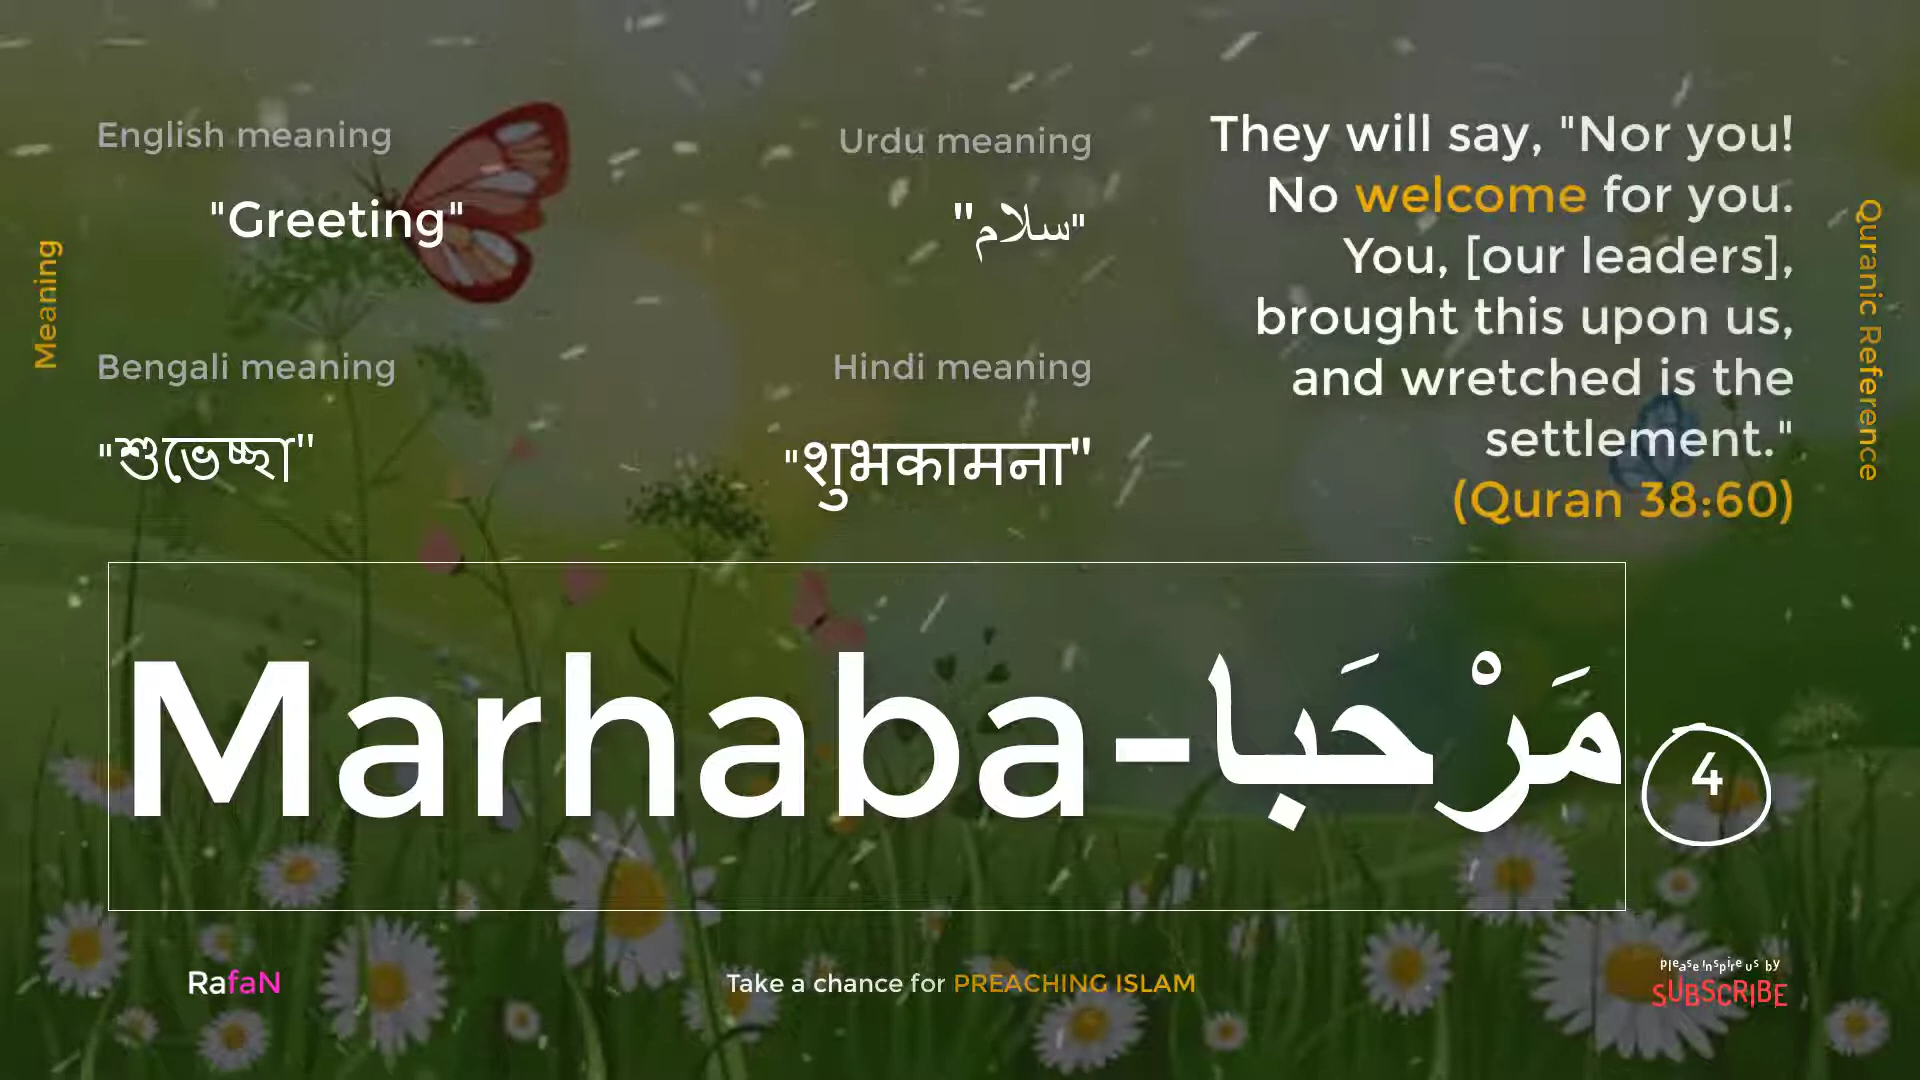 Meaning
English meaning
"Greeting"
Urdu meaning
"سلام"
Bengali meaning
"শুভেচ্ছা"
Hindi meaning
"शुभकामना"
They will say, "Nor you!
No welcome for you.
You, [our leaders],
brought this upon us,
and wretched is the
settlement."
(Quran 38:60)
Quranic Reference
Marhaba-مَرْحَبا
4
RafaN
Take a chance for PREACHING ISLAM
please inspire us by
SUBSCRIBE